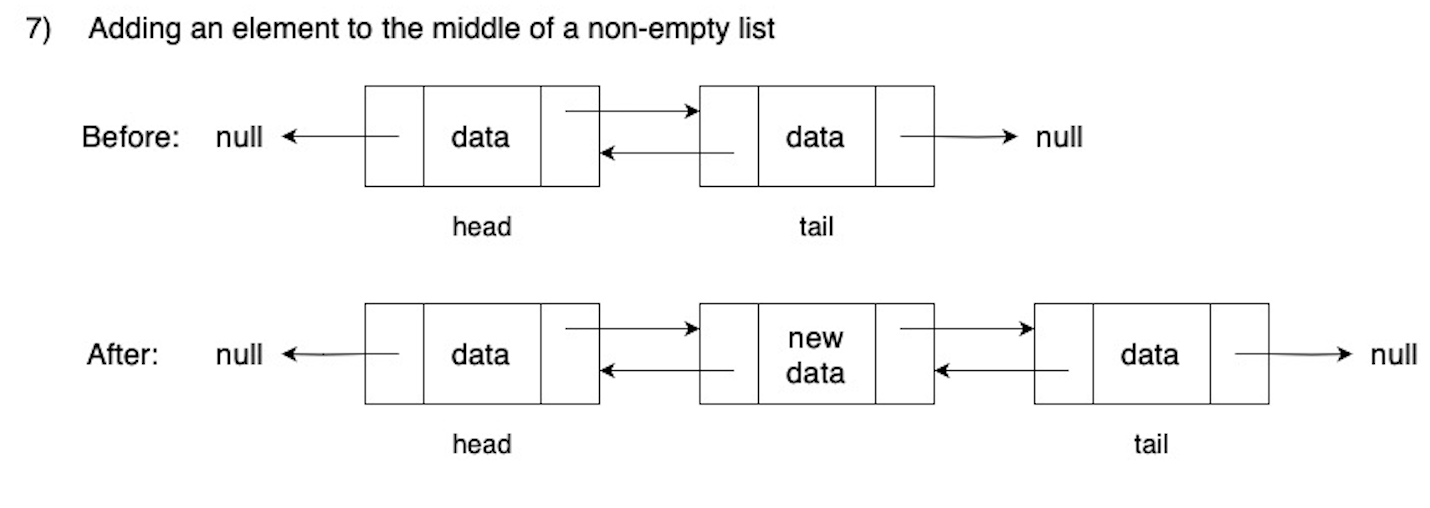 7) Adding an element to the middle of a non-empty list
Before: null data data null
head tail
After: null data new data data null
head tail